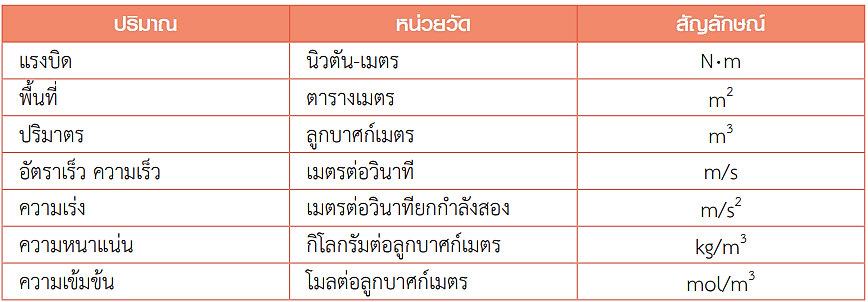 ปริมาณ หน่วยวัด สัญลักษณ์
แรงบิด นิวตัน-เมตร N·m
พื้นที่ ตารางเมตร m²
ปริมาตร ลูกบาศก์เมตร m³
อัตราเร็ว ความเร็ว เมตรต่อวินาที m/s
ความเร่ง เมตรต่อวินาทียกกำลังสอง m/s²
ความหนาแน่น กิโลกรัมต่อลูกบาศก์เมตร kg/m³
ความเข้มข้น โมลต่อลูกบาศก์เมตร mol/m³